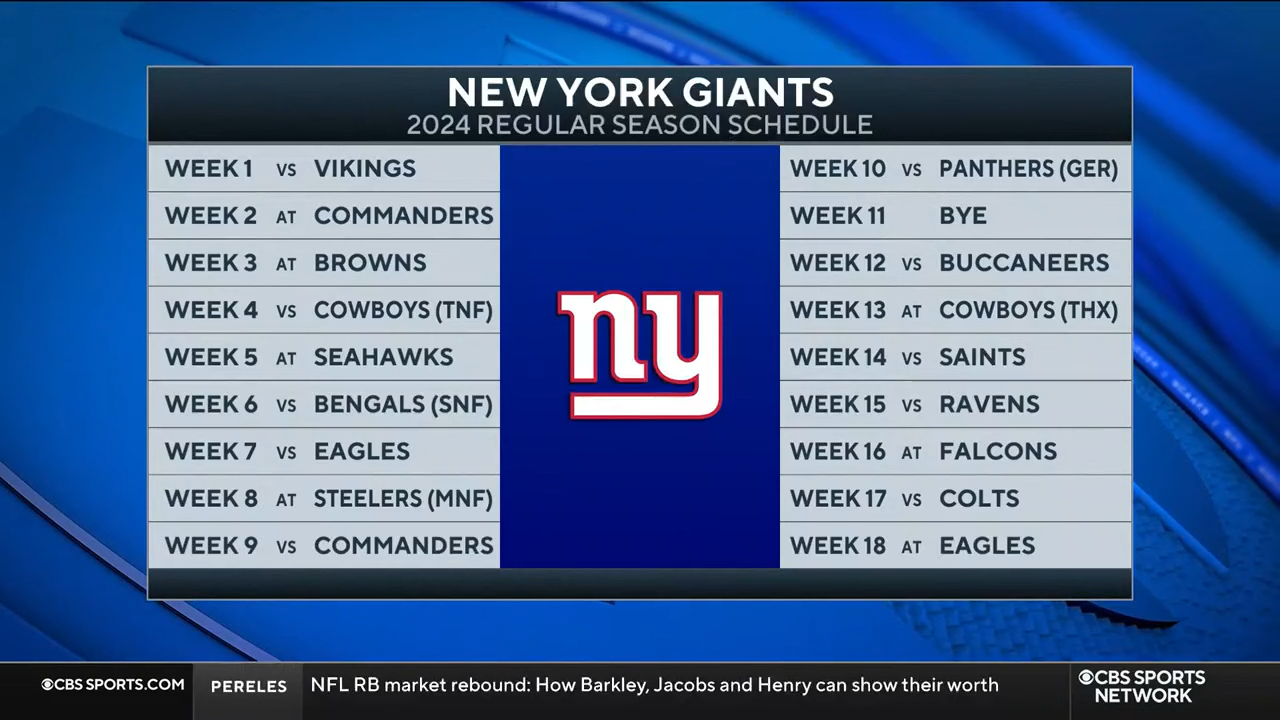 NEW YORK GIANTS
2024 REGULAR SEASON SCHEDULE
WEEK 1 VS VIKINGS
WEEK 2 AT COMMANDERS
WEEK 3 AT BROWNS
WEEK 4 VS COWBOYS (TNF)
WEEK 5 AT SEAHAWKS
WEEK 6 VS BENGALS (SNF)
WEEK 7 VS EAGLES
WEEK 8 AT STEELERS (MNF)
WEEK 9 VS COMMANDERS
ny
WEEK 10 VS PANTHERS (GER)
WEEK 11 BYE
WEEK 12 VS BUCCANEERS
WEEK 13 AT COWBOYS (THX)
WEEK 14 VS SAINTS
WEEK 15 VS RAVENS
WEEK 16 AT FALCONS
WEEK 17 VS COLTS
WEEK 18 AT EAGLES
CBS SPORTS.COM
PERELES
NFL RB market rebound: How Barkley, Jacobs and Henry can show their worth
CBS SPORTS
NETWORK